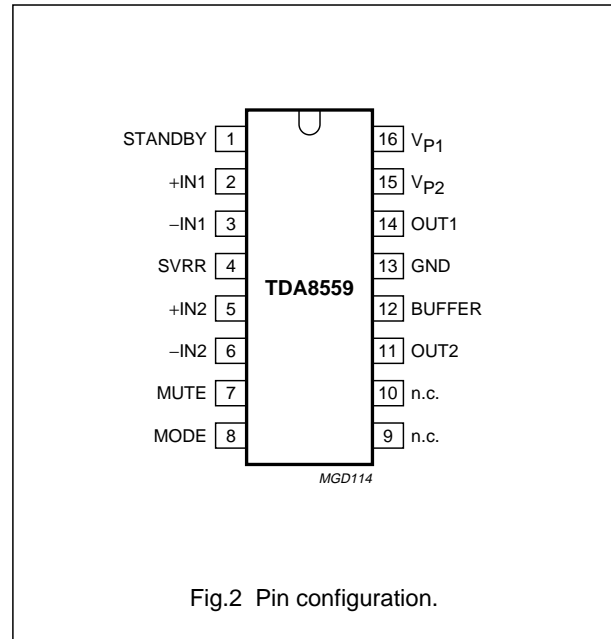 STANDBY 1 16 VP1
+IN1 2 15 VP2
−IN1 3 14 OUT1
SVRR 4 13 GND
TDA8559
+IN2 5 12 BUFFER
−IN2 6 11 OUT2
MUTE 7 10 n.c.
MODE 8 9 n.c.
MGD114
Fig.2 Pin configuration.